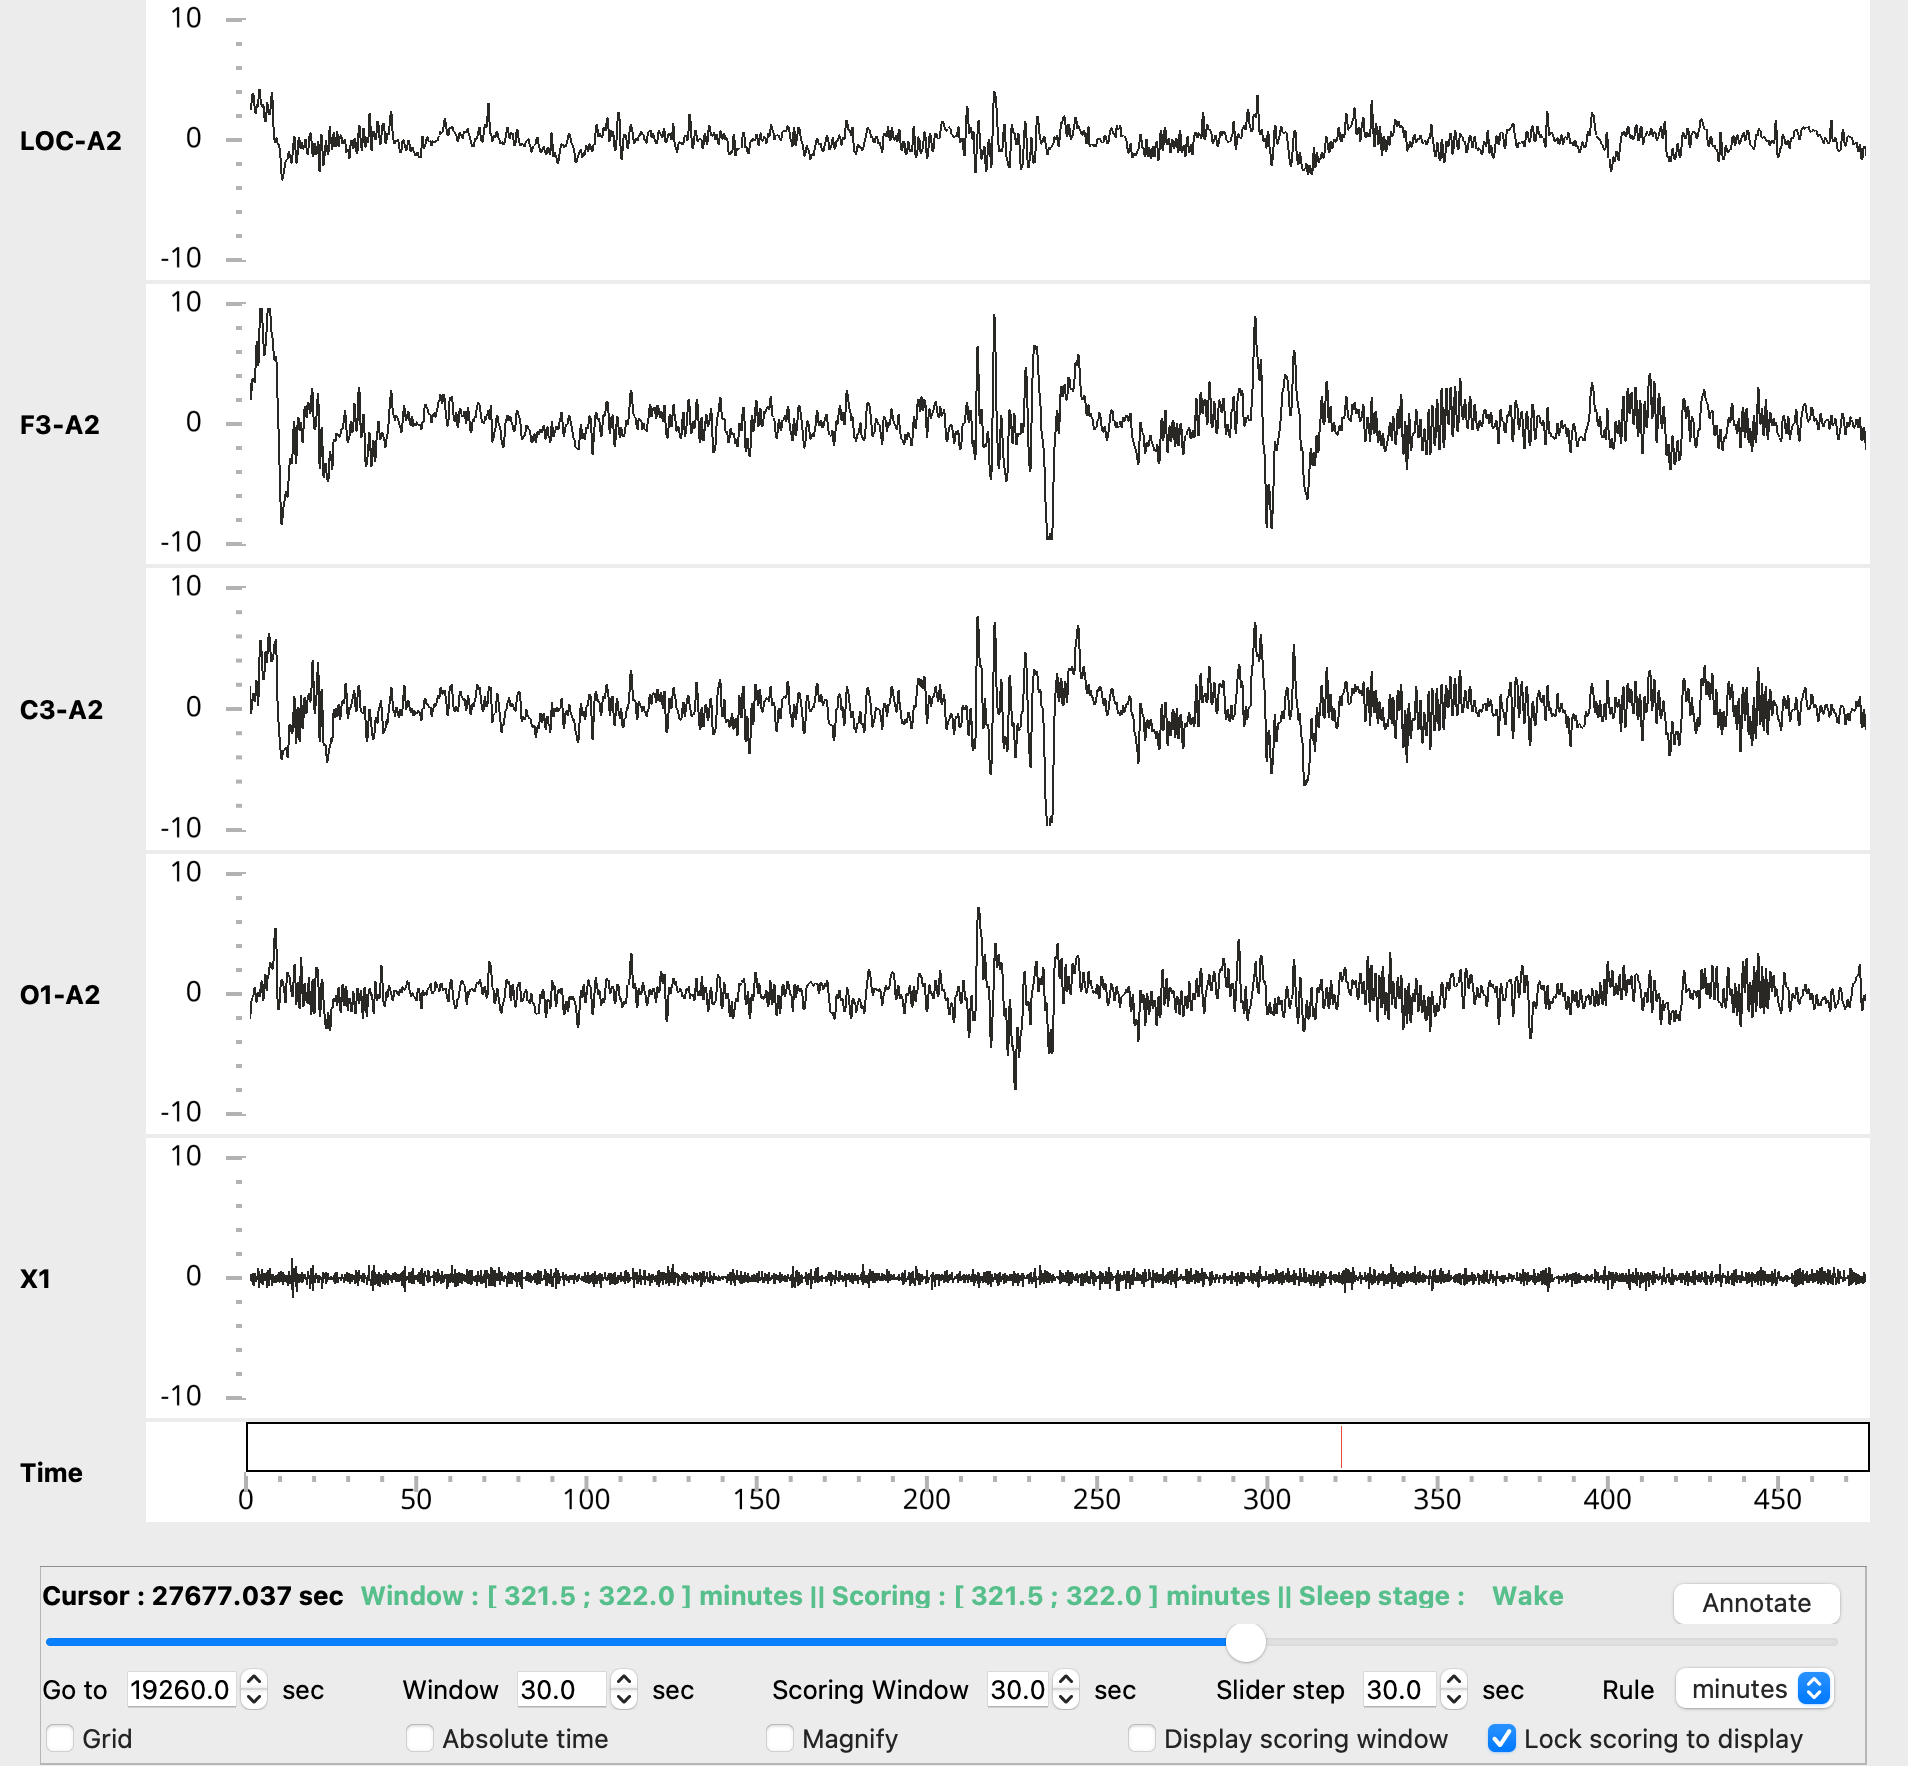 10
LOC-A2 0
-10
10
F3-A2 0
-10
10
C3-A2 0
-10
10
O1-A2 0
-10
10
X1 0
-10
Time
0 50 100 150 200 250 300 350 400 450
Cursor : 27677.037 sec Window : [ 321.5 ; 322.0 ] minutes || Scoring : [ 321.5 ; 322.0 ] minutes || Sleep stage : Wake Annotate
Go to 19260.0 sec Window 30.0 sec Scoring Window 30.0 sec Slider step 30.0 sec Rule minutes
Grid Absolute time Magnify Display scoring window Lock scoring to display